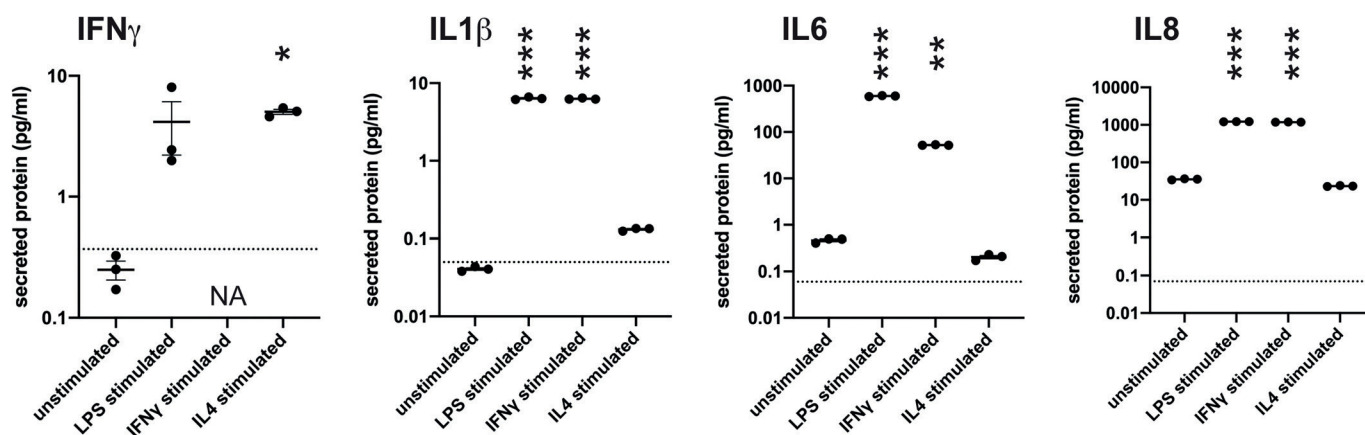 IFNγ
*
secreted protein (pg/ml)
10
1
0.1
NA
unstimulated
LPS stimulated
IFNγ stimulated
IL4 stimulated
IL1β
***
***
secreted protein (pg/ml)
10
1
0.1
0.01
unstimulated
LPS stimulated
IFNγ stimulated
IL4 stimulated
IL6
***
**
secreted protein (pg/ml)
1000
100
10
1
0.1
0.01
unstimulated
LPS stimulated
IFNγ stimulated
IL4 stimulated
IL8
***
***
secreted protein (pg/ml)
10000
1000
100
10
1
0.1
0.01
unstimulated
LPS stimulated
IFNγ stimulated
IL4 stimulated